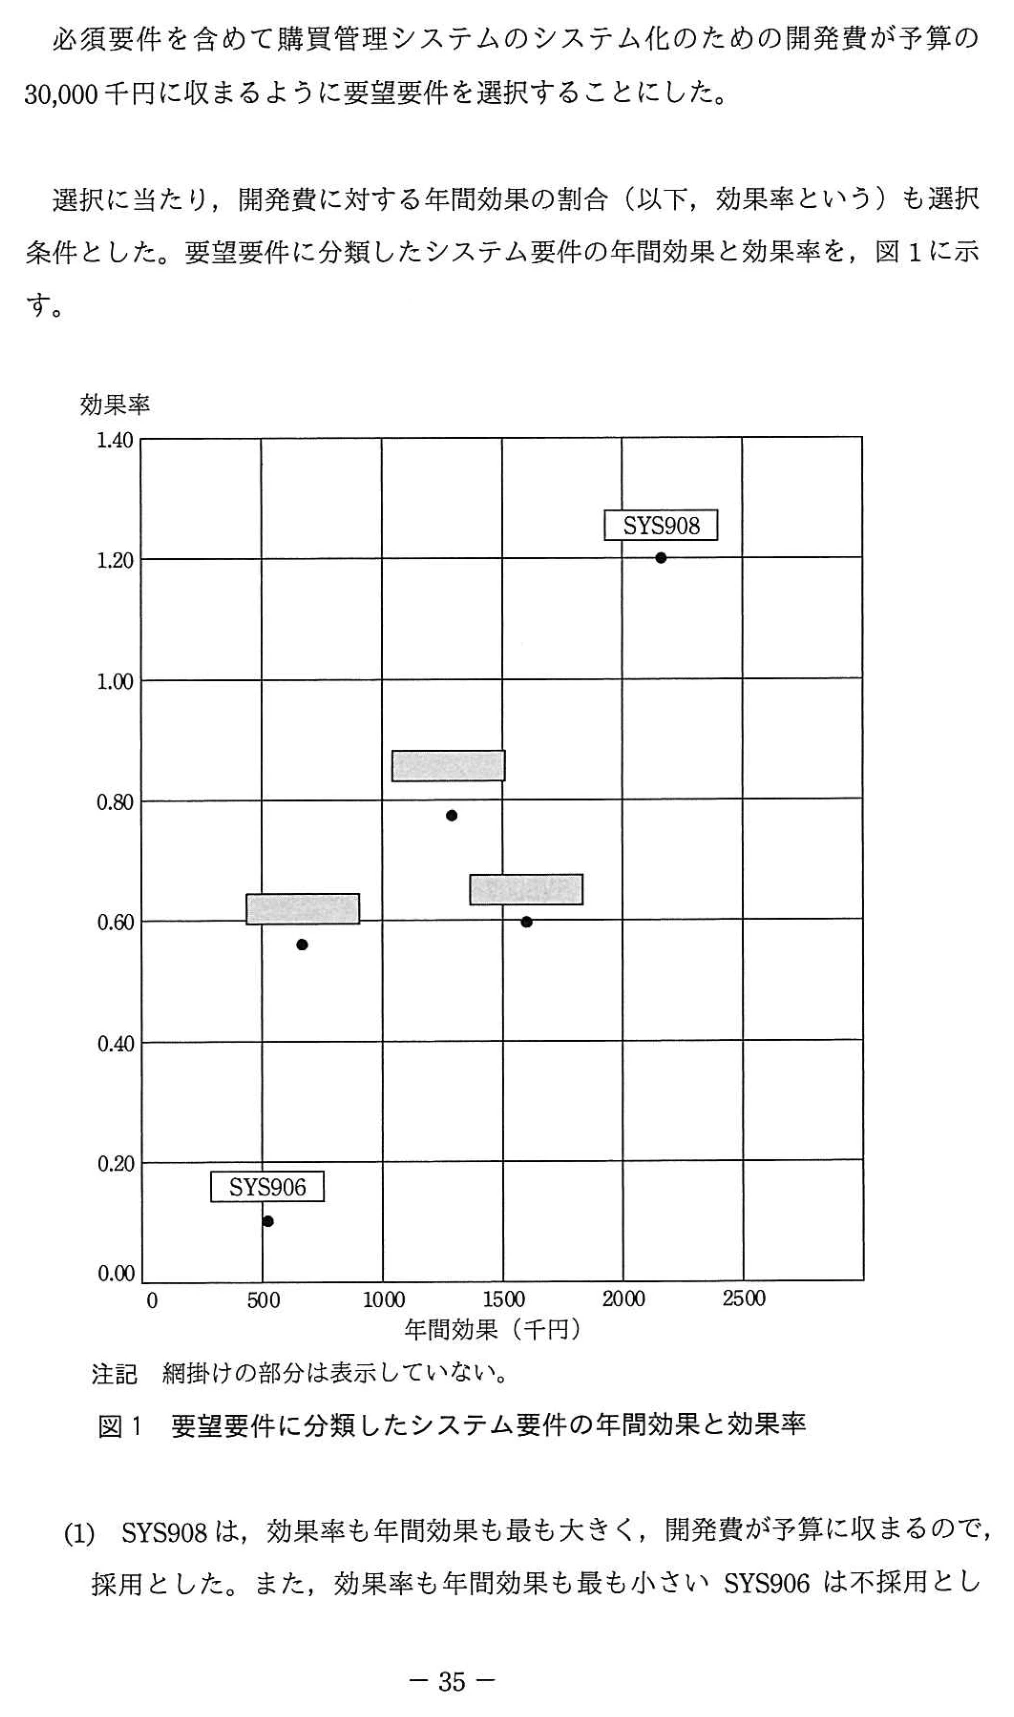 必須要件を含めて購買管理システムのシステム化のための開発費が予算の
30,000千円に収まるように要望要件を選択することにした。
選択に当たり，開発費に対する年間効果の割合（以下，効果率という）も選択
条件とした。要望要件に分類したシステム要件の年間効果と効果率を，図1に示
す。
効果率
1.40
SYS908
1.20
1.00
0.80
0.60
0.40
0.20
SYS906
0.00
0 500 1000 1500 2000 2500
年間効果（千円）
注記　網掛けの部分は表示していない。
図1　要望要件に分類したシステム要件の年間効果と効果率
(1)　SYS908は，効果率も年間効果も最も大きく，開発費が予算に収まるので，
採用とした。また，効果率も年間効果も最も小さい SYS906 は不採用とし
－ 35 －